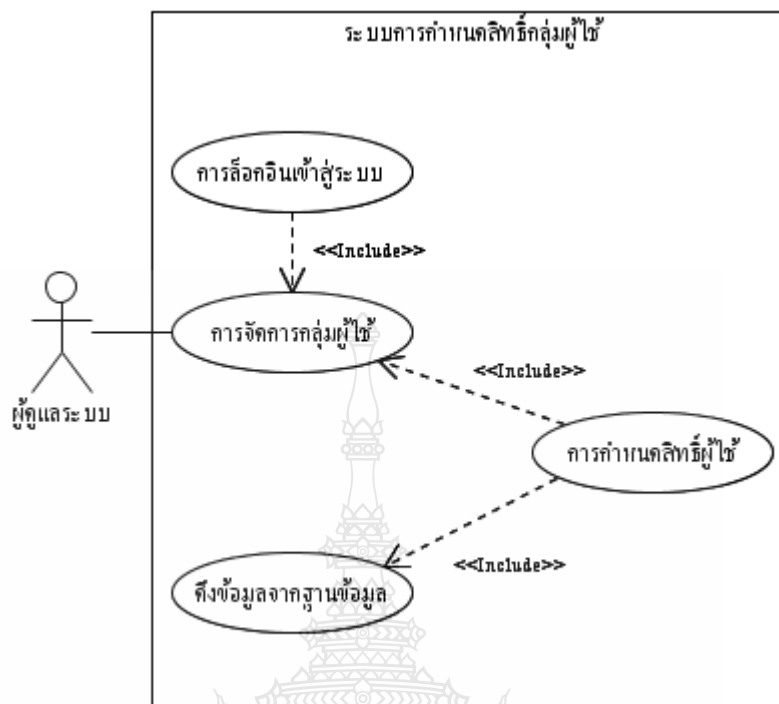 ระบบการกำหนดสิทธิ์กลุ่มผู้ใช้
การล็อคอินเข้าสู่ระบบ
<<Include>>
การจัดการกลุ่มผู้ใช้
<<Include>>
ผู้ดูแลระบบ
การกำหนดสิทธิ์ผู้ใช้
<<Include>>
ดึงข้อมูลจากฐานข้อมูล